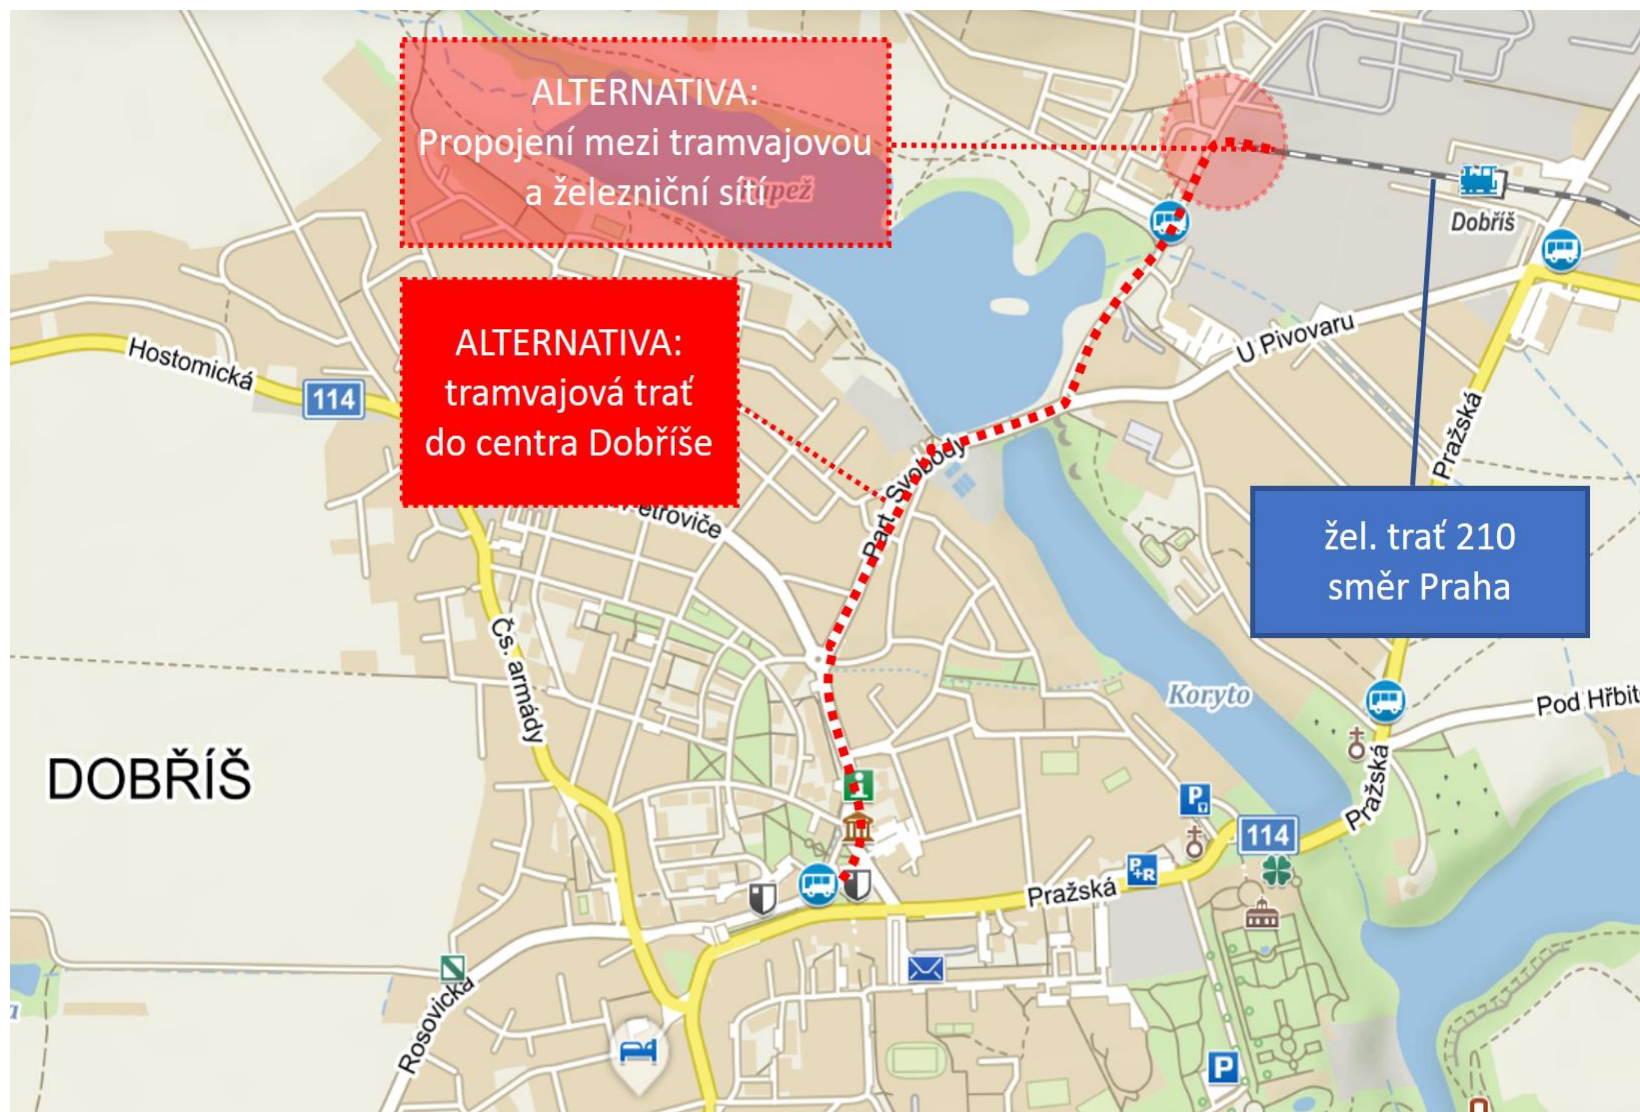 ALTERNATIVA:
Propojení mezi tramvajovou
a železniční sítí
Dobříš
ALTERNATIVA:
tramvajová trať
do centra Dobříše
U Pivovaru
Hostomická
114
Pražská
Part. Svobody
žel. trať 210
směr Praha
Čs. armády
Koryto
Pod Hřbit
DOBŘÍŠ
Pražská
P
114
P+R
Pražská
Rosovická
P